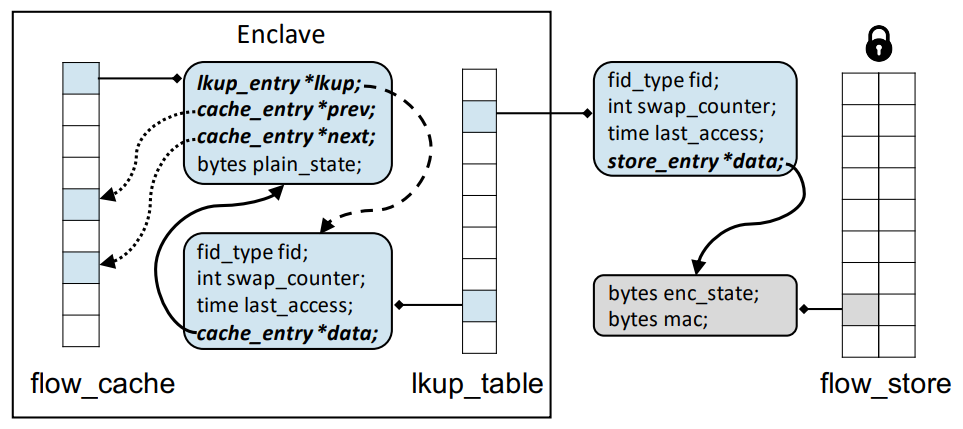 Enclave
lkup_entry *lkup;
cache_entry *prev;
cache_entry *next;
bytes plain_state;
fid_type fid;
int swap_counter;
time last_access;
cache_entry *data;
flow_cache
lkup_table
fid_type fid;
int swap_counter;
time last_access;
store_entry *data;
bytes enc_state;
bytes mac;
flow_store